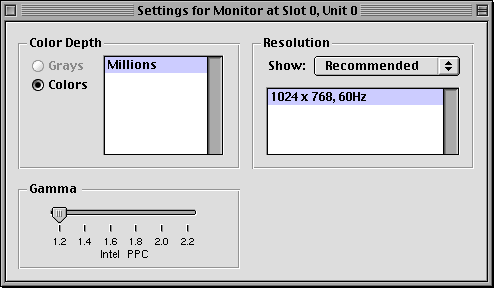 Settings for Monitor at Slot 0, Unit 0
Color Depth
Grays
Colors
Millions
Resolution
Show: Recommended
1024 x 768, 60Hz
Gamma
1.2 1.4 1.6 1.8 2.0 2.2
Intel PPC